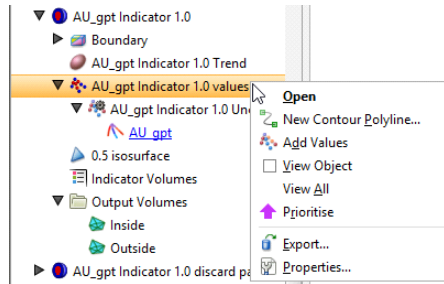 AU_gpt Indicator 1.0
Boundary
AU_gpt Indicator 1.0 Trend
AU_gpt Indicator 1.0 values
AU_gpt Indicator 1.0
AU_gpt
0.5 isosurface
Indicator Volumes
Output Volumes
Inside
Outside
AU_gpt Indicator 1.0 discard
Open
New Contour Polyline...
Add Values
View Object
View All
Prioritise
Export...
Properties...